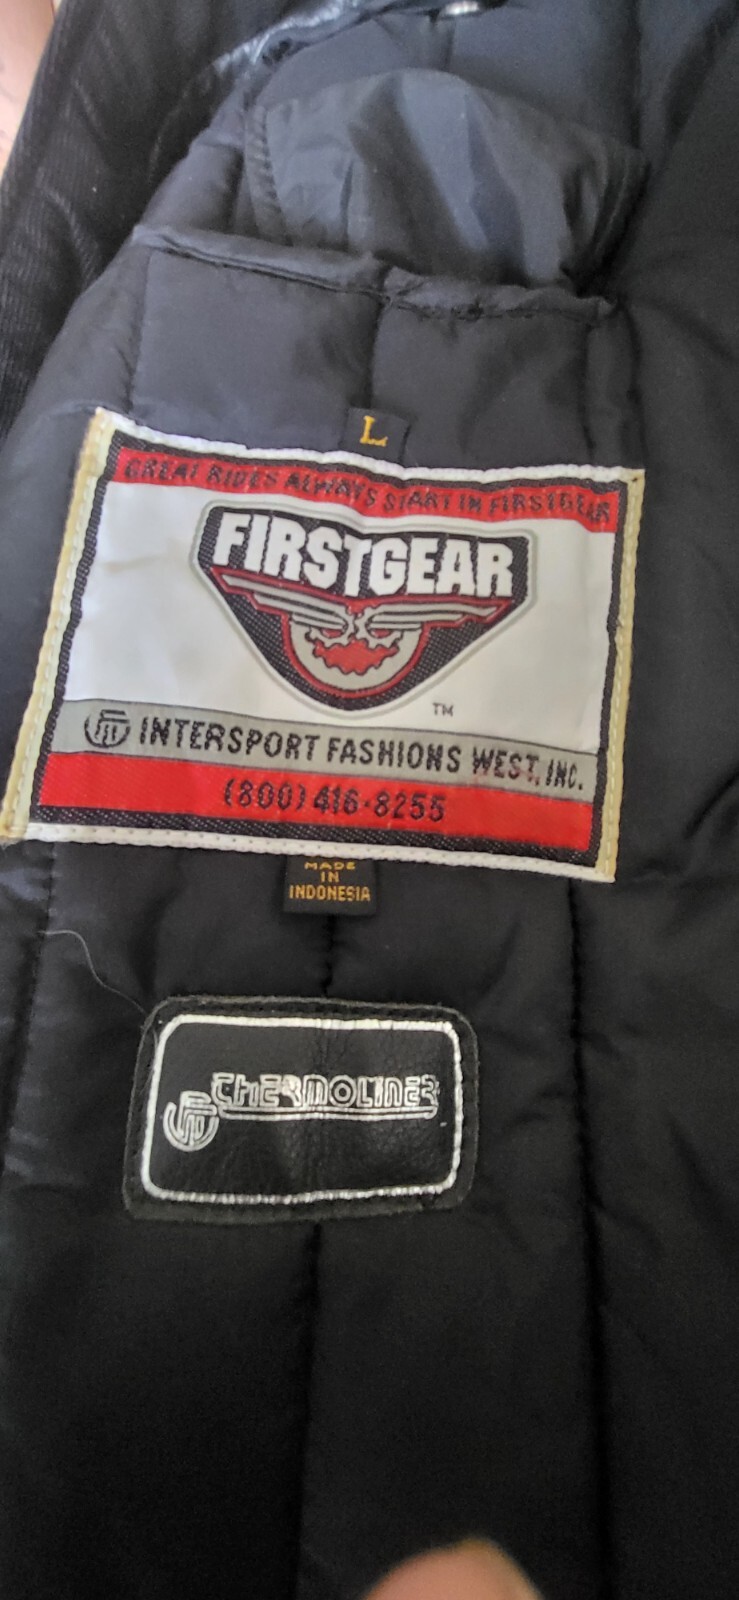 L
GREAT RIDES ALWAYS START IN FIRSTGEAR
FIRSTGEAR
TM
INTERSPORT FASHIONS WEST, INC.
(800) 416-8255
MADE
IN
INDONESIA
THERMOLINER